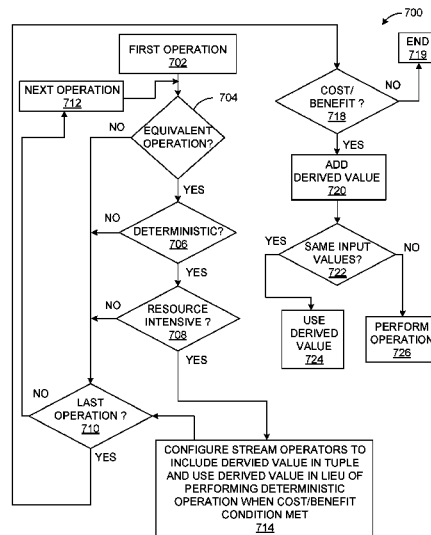 700
FIRST OPERATION
702
NEXT OPERATION
712
704
NO
EQUIVALENT
OPERATION?
YES
NO
DETERMINISTIC?
706
YES
NO
RESOURCE
INTENSIVE ?
708
YES
NO
LAST
OPERATION ?
710
YES
CONFIGURE STREAM OPERATORS TO
INCLUDE DERVIED VALUE IN TUPLE
AND USE DERIVED VALUE IN LIEU OF
PERFORMING DETERMINISTIC
OPERATION WHEN COST/BENEFIT
CONDITION MET
714
END
719
COST/
BENEFIT ?
718
NO
YES
ADD
DERIVED VALUE
720
YES
SAME INPUT
VALUES?
722
NO
USE
DERIVED
VALUE
724
PERFORM
OPERATION
726